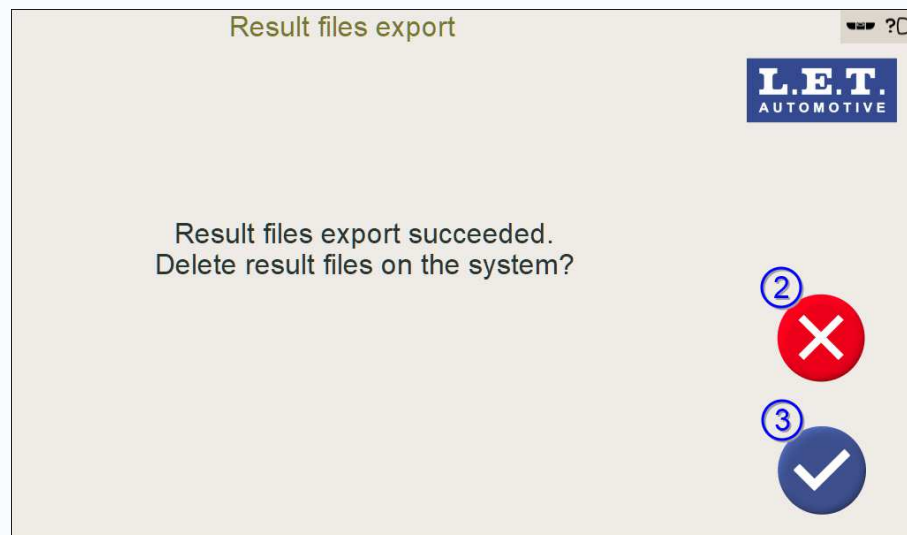 Result files export
?
L.E.T.
AUTOMOTIVE
Result files export succeeded.
Delete result files on the system?
2
3